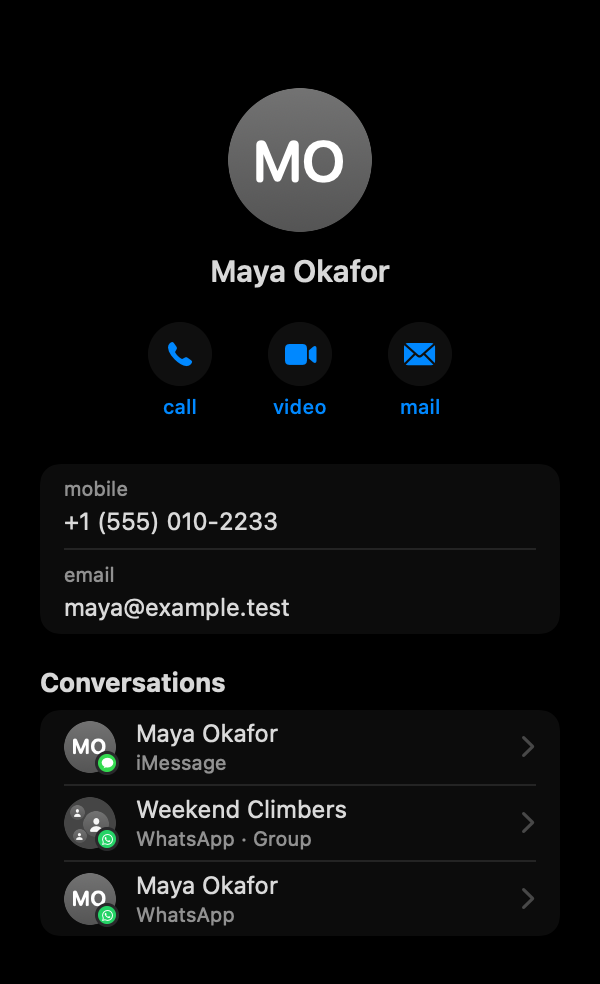 MO
Maya Okafor
call
video
mail
mobile
+1 (555) 010-2233
email
maya@example.test
Conversations
MO
Maya Okafor
iMessage
Weekend Climbers
WhatsApp · Group
MO
Maya Okafor
WhatsApp